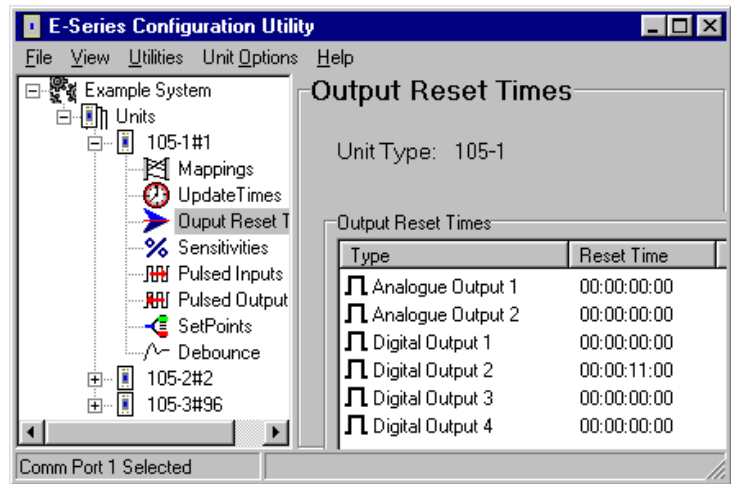 E-Series Configuration Utility
File View Utilities Unit Options Help
Example System
Units
105-1#1
Mappings
UpdateTimes
Ouput Reset T
Sensitivities
Pulsed Inputs
Pulsed Output
SetPoints
Debounce
105-2#2
105-3#96
Output Reset Times
Unit Type: 105-1
Output Reset Times
Type Reset Time
Analogue Output 1 00:00:00:00
Analogue Output 2 00:00:00:00
Digital Output 1 00:00:00:00
Digital Output 2 00:00:11:00
Digital Output 3 00:00:00:00
Digital Output 4 00:00:00:00
Comm Port 1 Selected